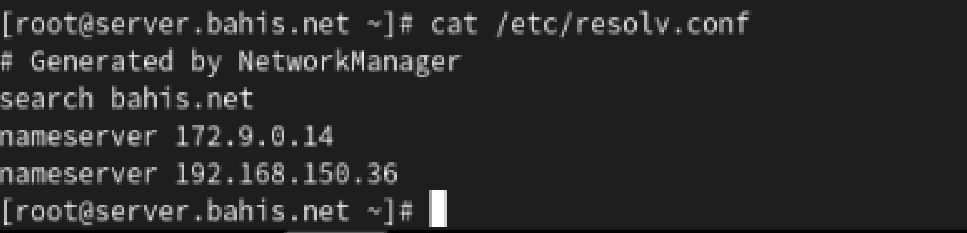 [root@server.bahis.net ~]# cat /etc/resolv.conf
# Generated by NetworkManager
search bahis.net
nameserver 172.9.0.14
nameserver 192.168.150.36
[root@server.bahis.net ~]#